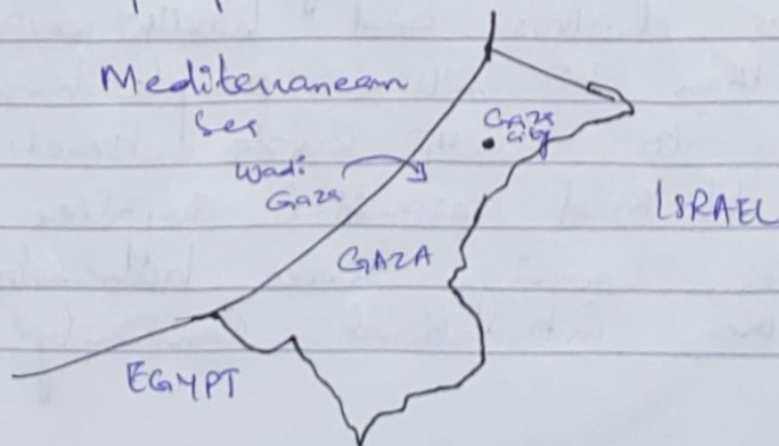 Mediterranean
Sea
Gaza
city
Wadi
Gaza
ISRAEL
GAZA
EGYPT